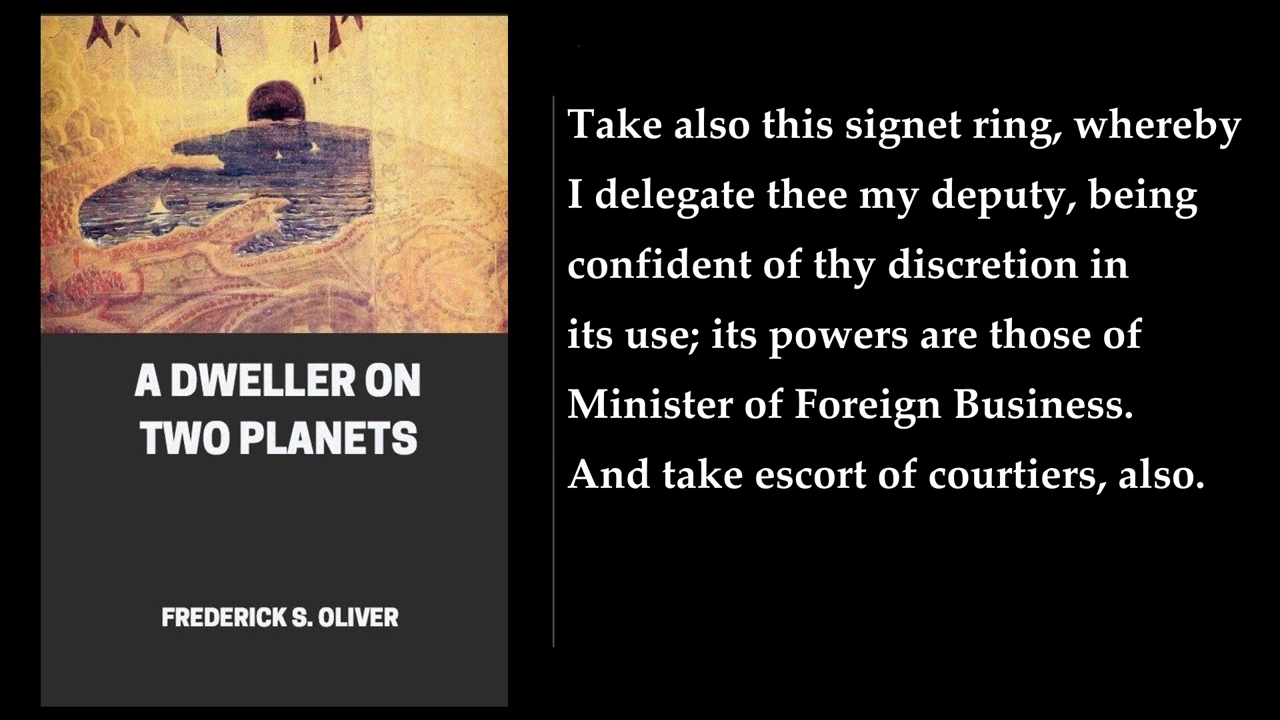 A DWELLER ON
TWO PLANETS
FREDERICK S. OLIVER
Take also this signet ring, whereby
I delegate thee my deputy, being
confident of thy discretion in
its use; its powers are those of
Minister of Foreign Business.
And take escort of courtiers, also.